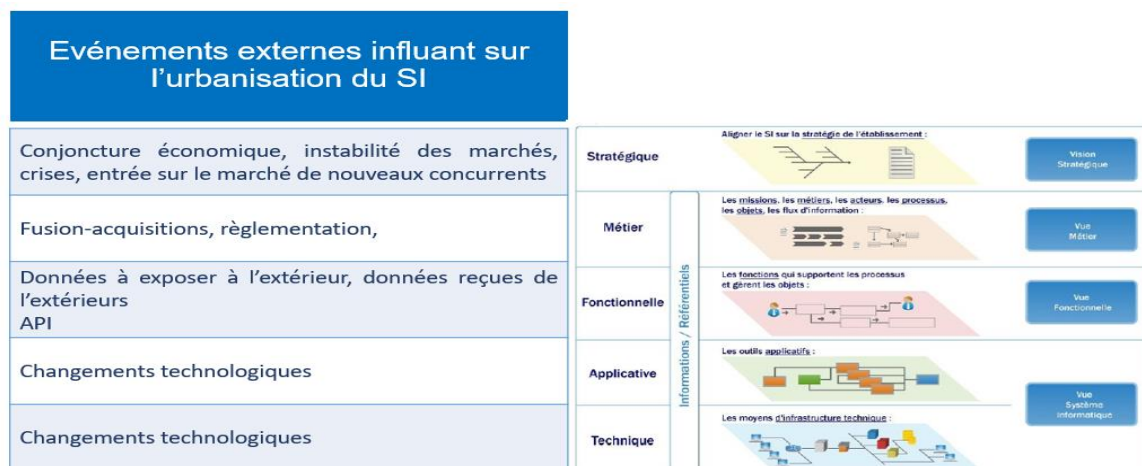 Evénements externes influant sur
l'urbanisation du SI
Conjoncture économique, instabilité des marchés,
crises, entrée sur le marché de nouveaux concurrents
Fusion-acquisitions, règlementation,
Données à exposer à l'extérieur, données reçues de
l'extérieurs
API
Changements technologiques
Changements technologiques
Stratégique
Aligner le SI sur la stratégie de l'établissement :
Vision
Stratégique
Informations / Référentiels
Métier
Les missions, les métiers, les acteurs, les processus,
les objets, les flux d'information :
Vue
Métier
Fonctionnelle
Les fonctions qui supportent les processus
et gèrent les objets :
Vue
Fonctionnelle
Applicative
Les outils applicatifs :
Vue
Système
Informatique
Technique
Les moyens d'infrastructure technique :